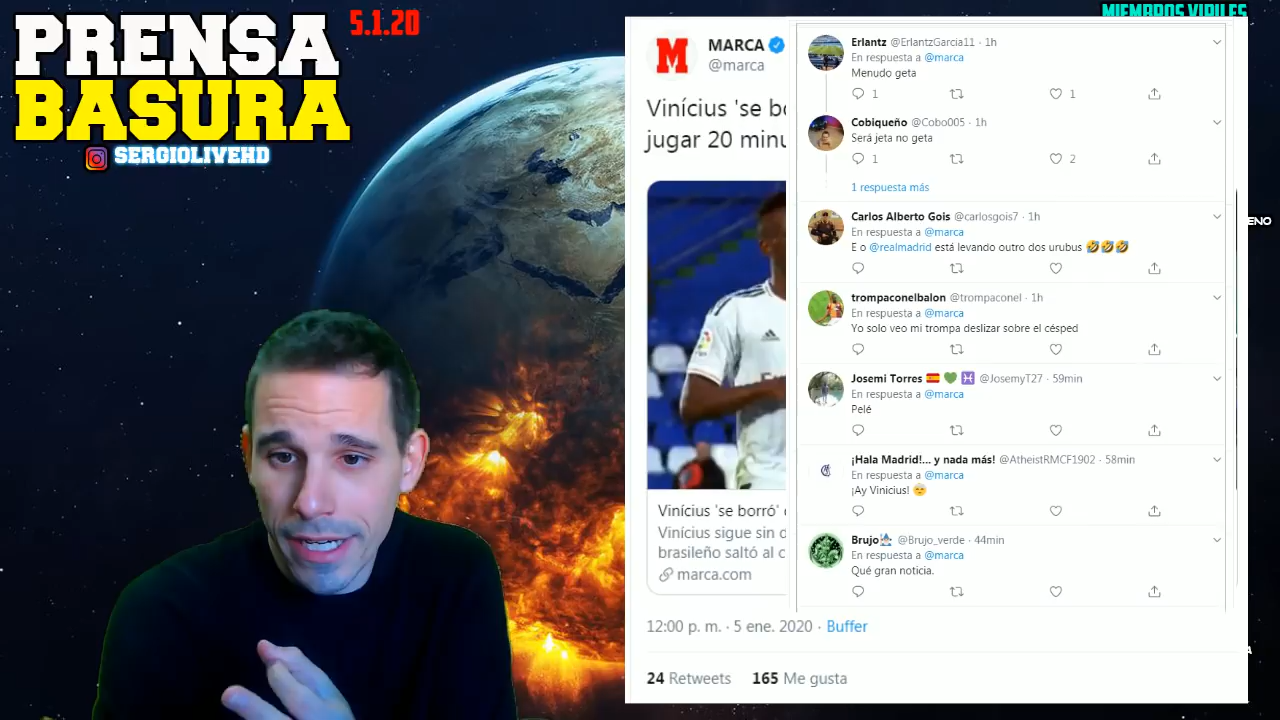 PRENSA
BASURA
5.1.20
SERGIOLIVEHD
MIEMBROS VIRILES
MARCA
@marca
Vinícius 'se bo
jugar 20 minu
Vinícius 'se borró'
Vinícius sigue sin d
brasileño saltó al c
marca.com
12:00 p. m. · 5 ene. 2020 · Buffer
24 Retweets 165 Me gusta
Erlantz @ErlantzGarcia11 · 1h
En respuesta a @marca
Menudo geta
1 1
Cobiqueño @Cobo005 · 1h
Será jeta no geta
1 2
1 respuesta más
Carlos Alberto Gois @carlosgois7 · 1h
En respuesta a @marca
E o @realmadrid está levando outro dos urubus 🤣🤣🤣
trompaconelbalon @trompaconel · 1h
En respuesta a @marca
Yo solo veo mi trompa deslizar sobre el césped
Josemi Torres 🇪🇸 💚 ♓ @JosemyT27 · 59min
En respuesta a @marca
Pelé
¡Hala Madrid!... y nada más! @AtheistRMCF1902 · 58min
En respuesta a @marca
¡Ay Vinicius!
Brujo @Brujo_verde · 44min
En respuesta a @marca
Qué gran noticia.
ENO